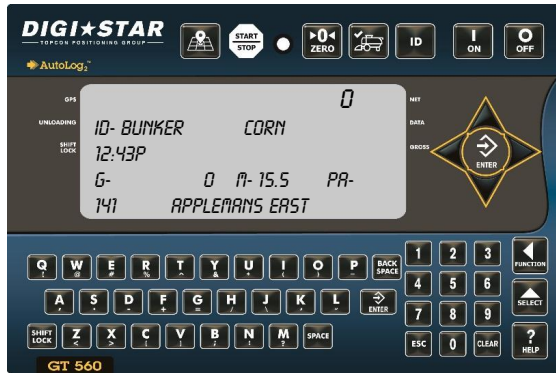 DIGI★STAR
TOPCON POSITIONING GROUP
AutoLog2™
START
STOP
0
ZERO
ID
I
ON
O
OFF
GPS
UNLOADING
SHIFT
LOCK
0
ID- BUNKER CORN
12:43P
G- 0 M- 15.5 PA-
141 APPLEMANS EAST
NET
DATA
GROSS
ENTER
Q W E R T Y U I O P BACK SPACE
! @ # % ^ & * ( ) _
A S D F G H J K L ENTER
SHIFT LOCK Z X C V B N M SPACE
1 2 3 FUNCTION
4 5 6 SELECT
7 8 9
ESC 0 CLEAR ? HELP
GT 560